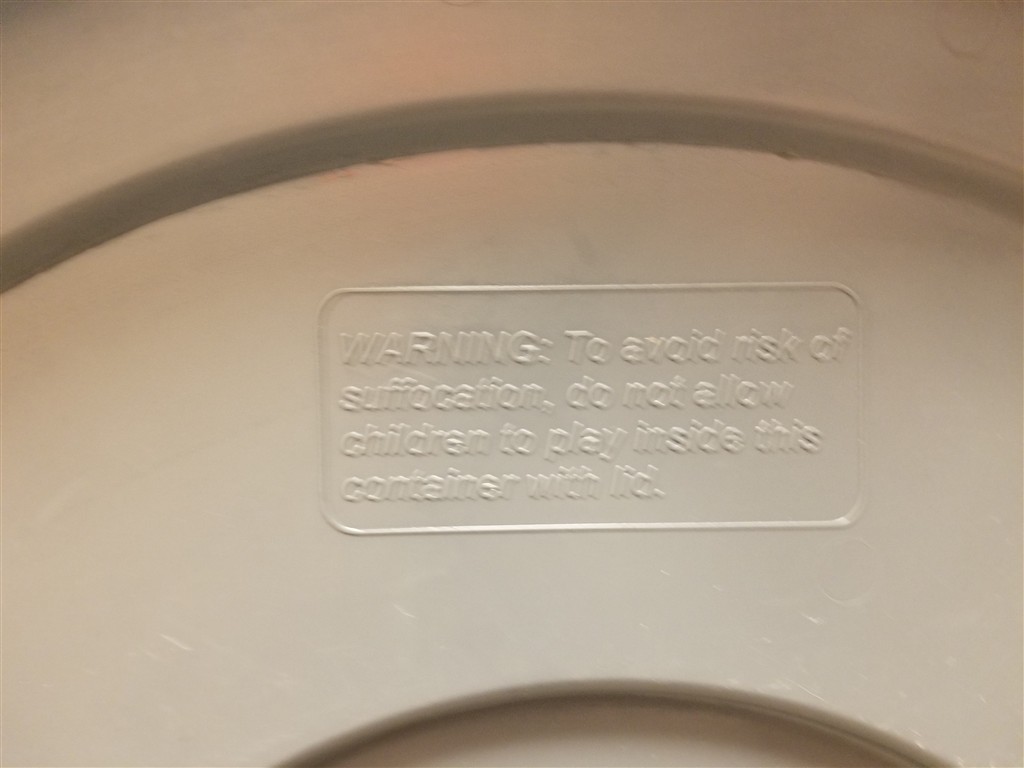 WARNING: To avoid risk of
suffocation, do not allow
children to play inside this
container with lid.